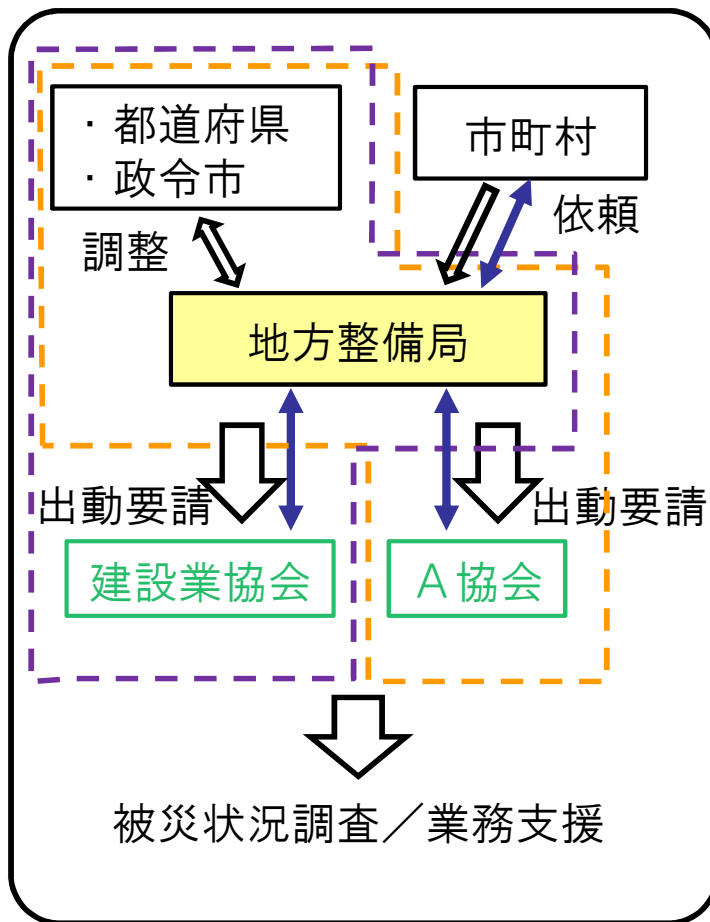 ・都道府県
・政令市
市町村
調整
依頼
地方整備局
出動要請
出動要請
建設業協会
Ａ協会
被災状況調査／業務支援